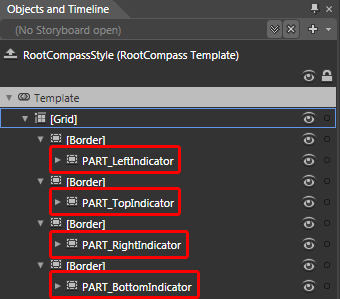 Objects and Timeline
(No Storyboard open)
RootCompassStyle (RootCompass Template)
Template
[Grid]
[Border]
PART_LeftIndicator
[Border]
PART_TopIndicator
[Border]
PART_RightIndicator
[Border]
PART_BottomIndicator